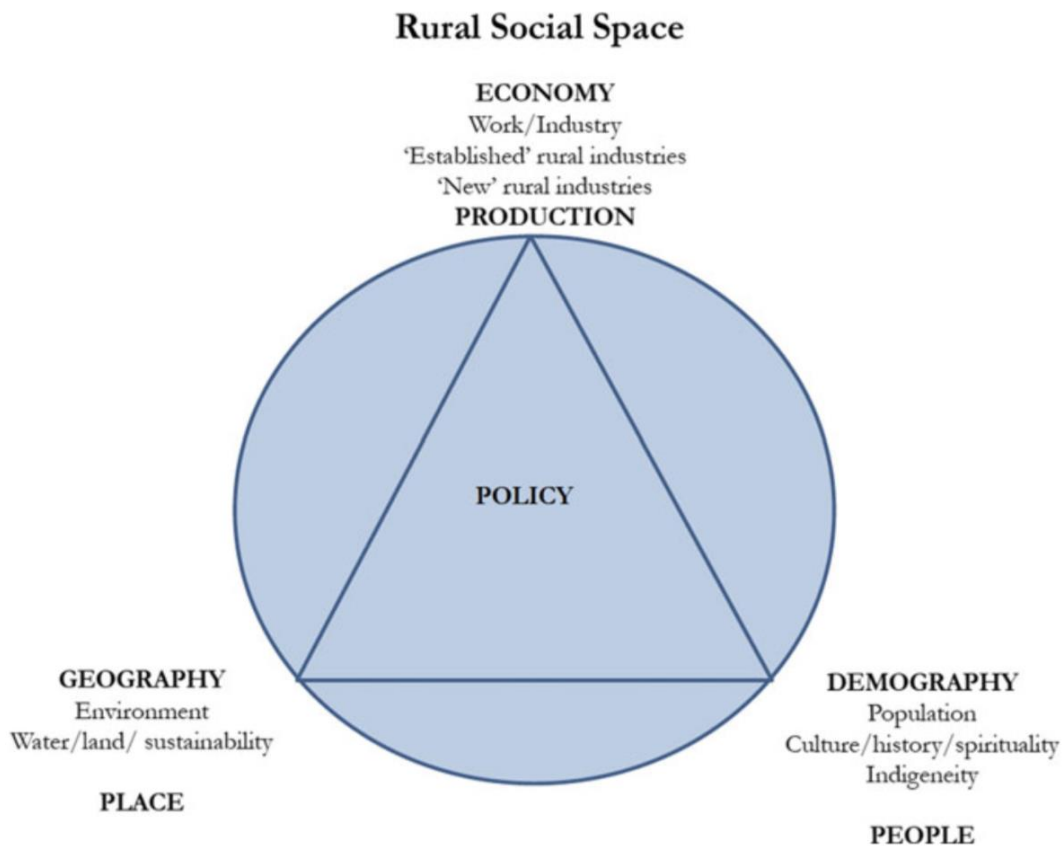 Rural Social Space
ECONOMY
Work/Industry
‘Established’ rural industries
‘New’ rural industries
PRODUCTION
POLICY
GEOGRAPHY
Environment
Water/land/ sustainability
PLACE
DEMOGRAPHY
Population
Culture/history/spirituality
Indigeneity
PEOPLE